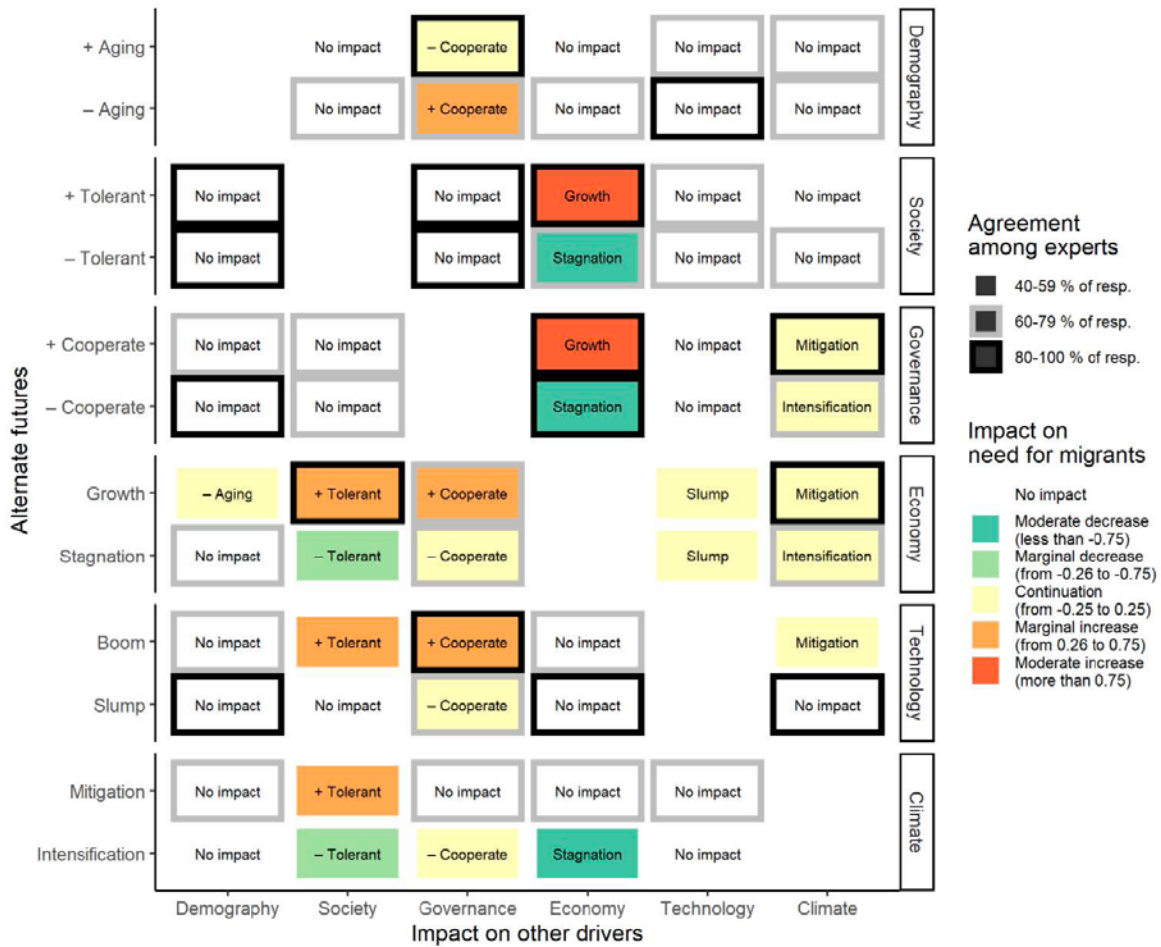 Alternate futures
+ Aging
No impact
– Cooperate
No impact
No impact
No impact
– Aging
No impact
+ Cooperate
No impact
No impact
No impact
Demography
+ Tolerant
No impact
No impact
Growth
No impact
No impact
– Tolerant
No impact
No impact
Stagnation
No impact
No impact
Society
+ Cooperate
No impact
No impact
Growth
No impact
Mitigation
– Cooperate
No impact
No impact
Stagnation
No impact
Intensification
Governance
Growth
– Aging
+ Tolerant
+ Cooperate
Slump
Mitigation
Stagnation
No impact
– Tolerant
– Cooperate
Slump
Intensification
Economy
Boom
No impact
+ Tolerant
+ Cooperate
No impact
Mitigation
Slump
No impact
No impact
– Cooperate
No impact
No impact
Technology
Mitigation
No impact
+ Tolerant
No impact
No impact
No impact
Intensification
No impact
– Tolerant
– Cooperate
Stagnation
No impact
Climate
Demography
Society
Governance
Economy
Technology
Climate
Impact on other drivers
Agreement
among experts
40-59 % of resp.
60-79 % of resp.
80-100 % of resp.
Impact on
need for migrants
No impact
Moderate decrease
(less than -0.75)
Marginal decrease
(from -0.26 to -0.75)
Continuation
(from -0.25 to 0.25)
Marginal increase
(from 0.26 to 0.75)
Moderate increase
(more than 0.75)